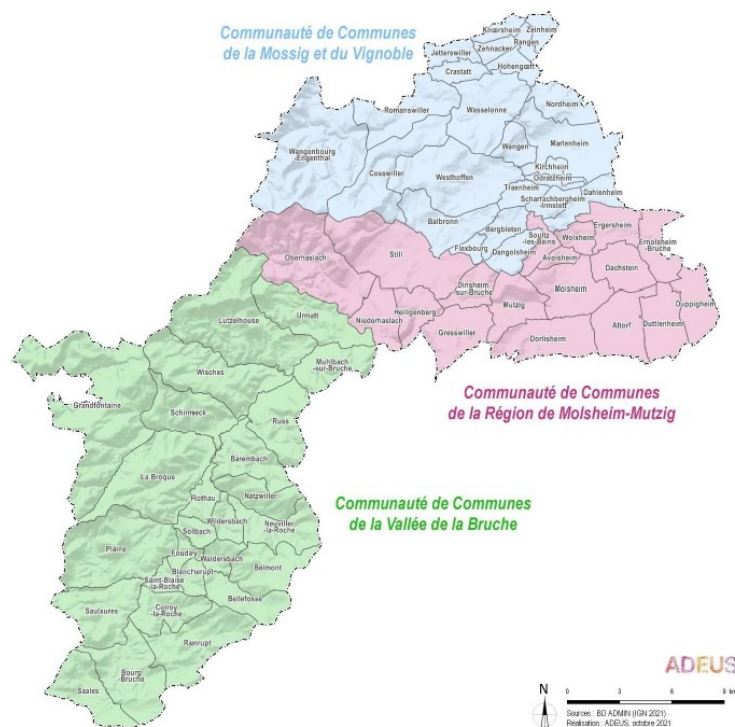 Communauté de Communes
de la Mossig et du Vignoble
Knœrsheim
Zeinheim
Rangen
Zehnacker
Jetterswiller
Hohengœft
Crastatt
Romanswiller
Wasselonne
Nordheim
Wangenbourg
-Engenthal
Cosswiller
Westhoffen
Wangen
Marlenheim
Kirchheim
Odratzheim
Traenheim
Scharrachbergheim
-Irmstett
Dahlenheim
Balbronn
Bergbieten
Flexbourg
Dangolsheim
Soultz
-les-Bains
Wolxheim
Ergersheim
Ernolsheim
-Bruche
Avolsheim
Oberhaslach
Still
Dinsheim
-sur-Bruche
Mutzig
Molsheim
Dachstein
Duppigheim
Niederhaslach
Heiligenberg
Gresswiller
Dorlisheim
Altorf
Duttlenheim
Communauté de Communes
de la Région de Molsheim-Mutzig
Lutzelhouse
Urmatt
Muhlbach
-sur-Bruche
Wisches
Grandfontaine
Schirmeck
Russ
Barembach
La Broque
Natzwiller
Rothau
Wildersbach
Neuviller
-la-Roche
Solbach
Plaine
Fouday
Waldersbach
Blancherupt
Belmont
Saint-Blaise
-la-Roche
Bellefosse
Saulxures
Colroy
-la-Roche
Ranrupt
Bourg
-Bruche
Saales
Communauté de Communes
de la Vallée de la Bruche
ADEUS
N
0 3 6 9 km
Sources : BD ADMIN (IGN 2021)
Réalisation : ADEUS, octobre 2021